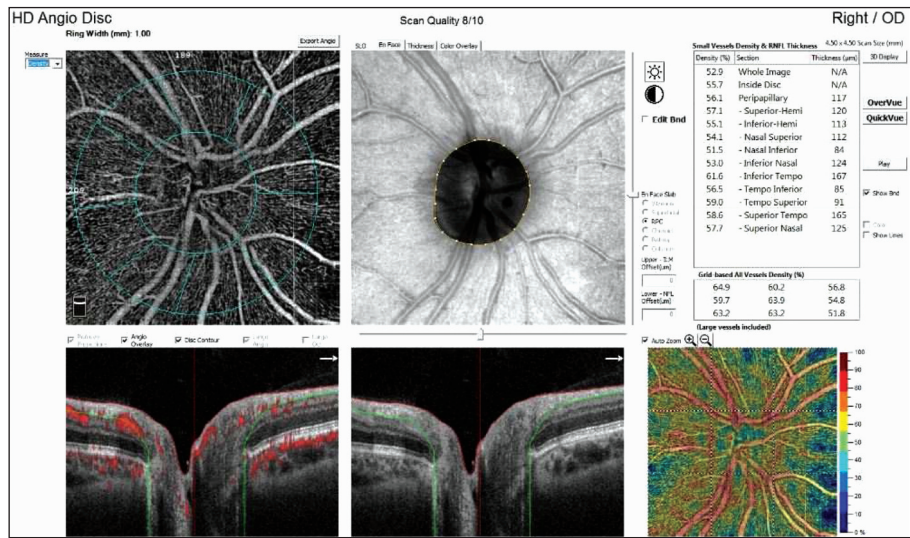 HD Angio Disc
Scan Quality 8/10
Right / OD
Ring Width (mm): 1.00
Export Angio
Measure
Density
SLO En Face Thickness Color Overlay
Edit Bnd
En Face Slab
RPC
Upper - ILM
Offset(µm)
0
Lower - NFL
Offset(µm)
0
Small Vessels Density & RNFL Thickness 4.50 x 4.50 Scan Size (mm)
Density (%) Section Thickness (µm)
52.9 Whole Image N/A
55.7 Inside Disc N/A
56.1 Peripapillary 117
57.1 - Superior-Hemi 120
55.1 - Inferior-Hemi 113
54.1 - Nasal Superior 112
51.5 - Nasal Inferior 84
53.0 - Inferior Nasal 124
61.6 - Inferior Tempo 167
56.5 - Tempo Inferior 85
59.0 - Tempo Superior 91
58.6 - Superior Tempo 165
57.7 - Superior Nasal 125
3D Display
OverVue
QuickVue
Play
Show Bnd
Show Lines
Grid-based All Vessels Density (%)
64.9 60.2 56.8
59.7 63.9 54.8
63.2 63.2 51.8
(Large vessels included)
Angio
Overlay
Disc Contour
Auto Zoom
100
90
80
70
60
50
40
30
20
10
0 %